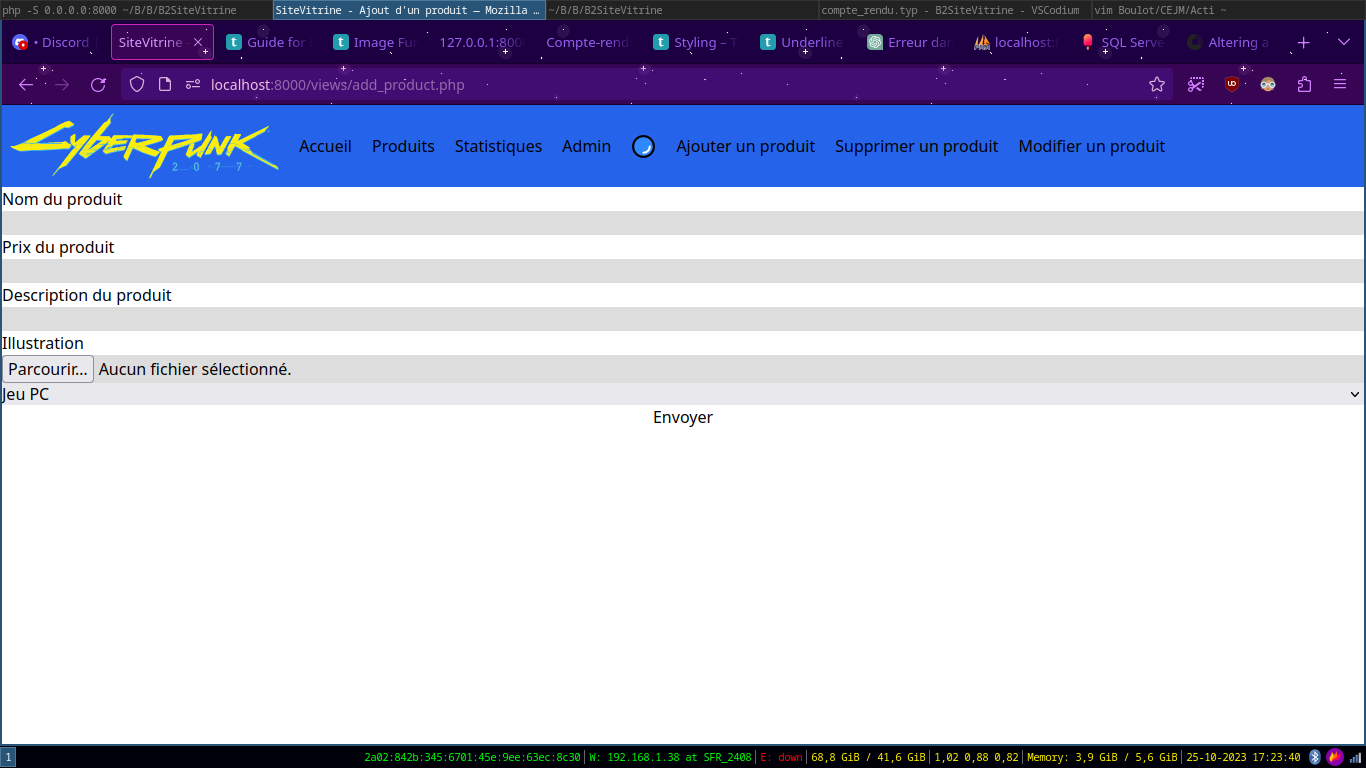 php -S 0.0.0.0:8000 ~/B/B/B2SiteVitrine SiteVitrine - Ajout d'un produit — Mozilla … ~/B/B/B2SiteVitrine compte_rendu.typ - B2SiteVitrine - VSCodium vim Boulot/CEJM/Acti ~
• Discord SiteVitrine - Guide for Image Fun 127.0.0.1:800 Compte-rend Styling – T Underline Erreur dan localhost: SQL Serve Altering a
localhost:8000/views/add_product.php
CYBERPUNK
2077
Accueil Produits Statistiques Admin Ajouter un produit Supprimer un produit Modifier un produit
Nom du produit
Prix du produit
Description du produit
Illustration
Parcourir... Aucun fichier sélectionné.
Jeu PC
Envoyer
1 2a02:842b:345:6701:45e:9ee:63ec:8c30 W: 192.168.1.38 at SFR_2408 E: down 68,8 GiB / 41,6 GiB 1,02 0,88 0,82 Memory: 3,9 GiB / 5,6 GiB 25-10-2023 17:23:40